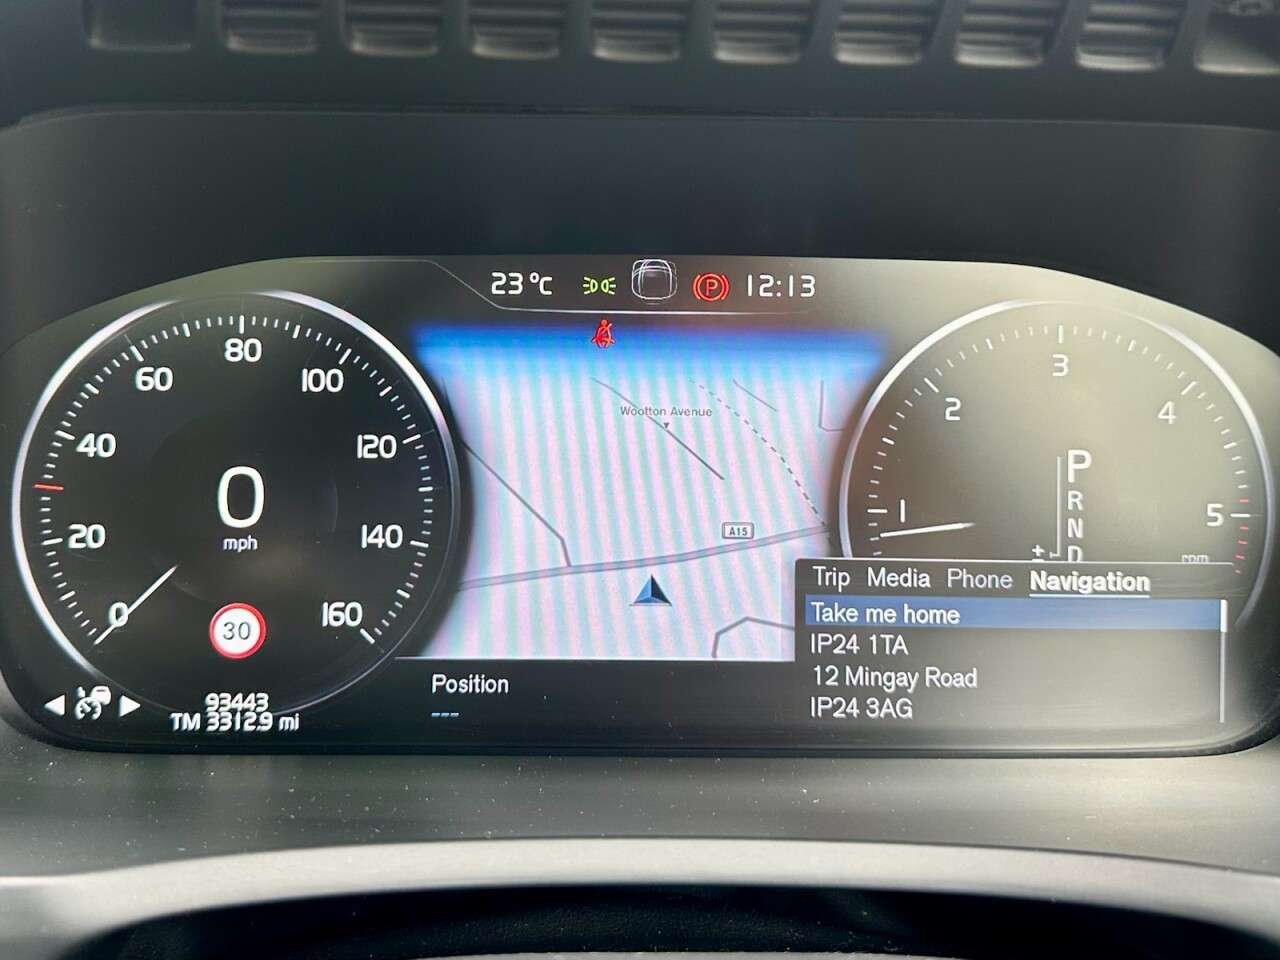 23°C
P
12:13
0
20
40
60
80
100
120
140
160
0
mph
30
93443
TM 3312.9 mi
Wootton Avenue
A15
Position
---
1
2
3
4
5
rpm
P
R
N
D
+
-
Trip Media Phone Navigation
Take me home
IP24 1TA
12 Mingay Road
IP24 3AG